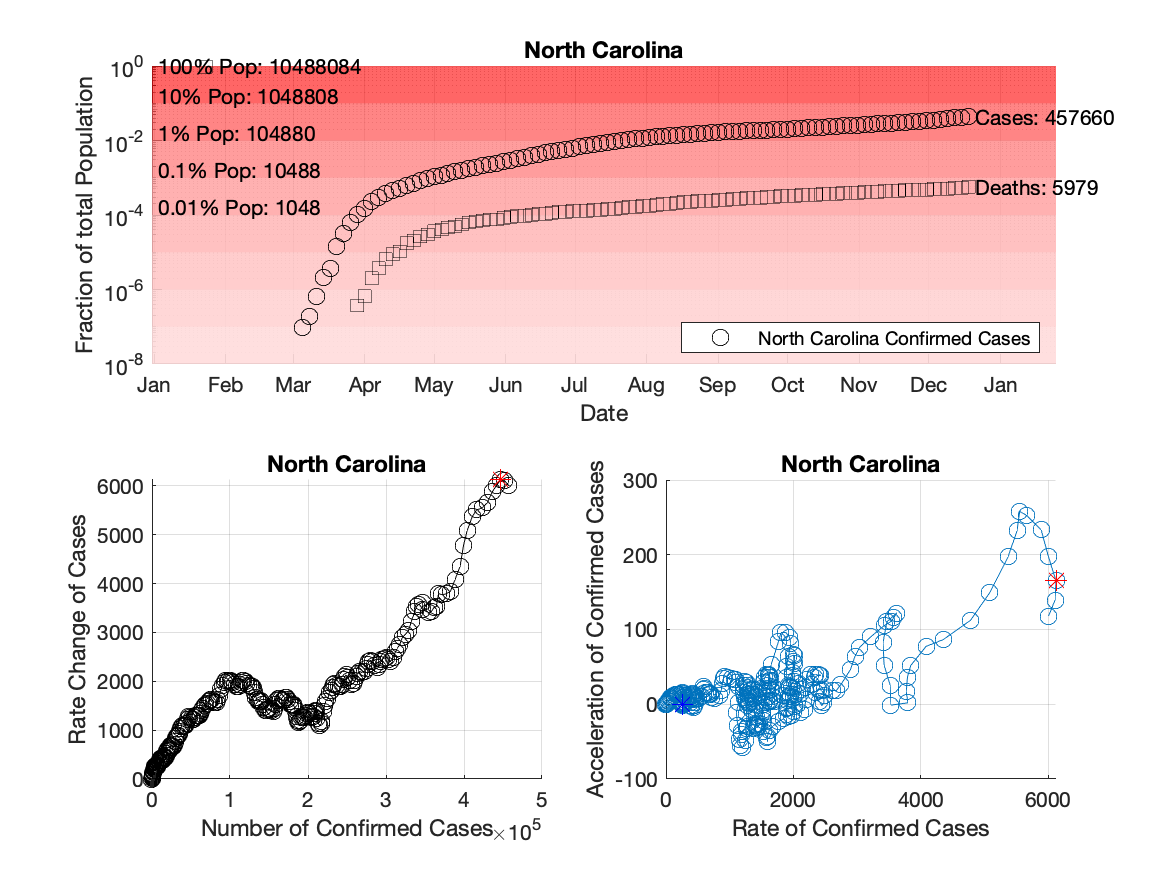 North Carolina
Fraction of total Population
10^0
10^-2
10^-4
10^-6
10^-8
100% Pop: 10488084
10% Pop: 1048808
1% Pop: 104880
0.1% Pop: 10488
0.01% Pop: 1048
Cases: 457660
Deaths: 5979
North Carolina Confirmed Cases
Jan Feb Mar Apr May Jun Jul Aug Sep Oct Nov Dec Jan
Date
North Carolina
Rate Change of Cases
6000
5000
4000
3000
2000
1000
0
0 1 2 3 4 5
Number of Confirmed Cases ×10^5
North Carolina
Acceleration of Confirmed Cases
300
200
100
0
-100
0 2000 4000 6000
Rate of Confirmed Cases